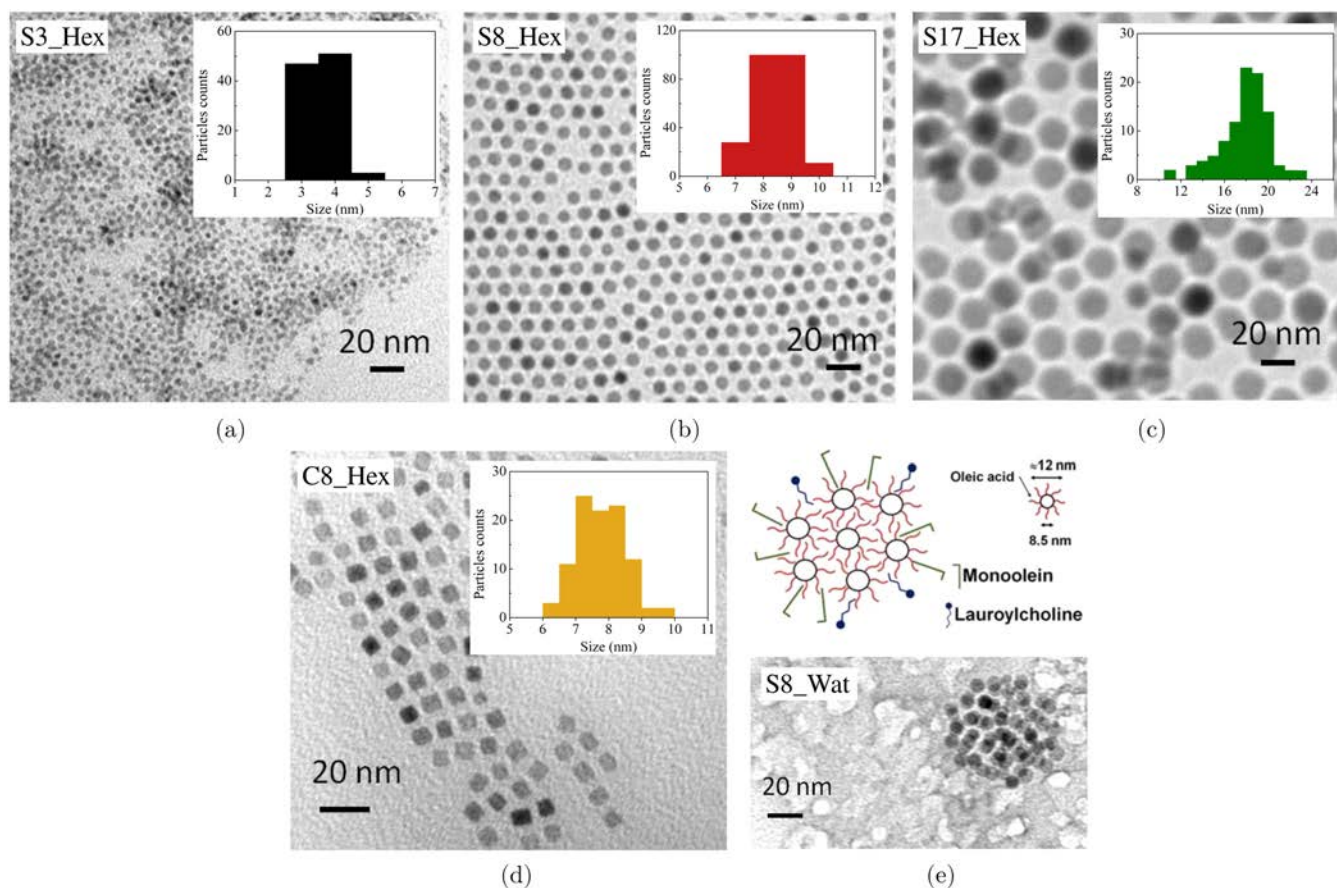 S3_Hex
60
40
20
0
Particles counts
1 2 3 4 5 6 7
Size (nm)
20 nm
(a)
S8_Hex
120
80
40
0
Particles counts
5 6 7 8 9 10 11 12
Size (nm)
20 nm
(b)
S17_Hex
30
20
10
0
Particles counts
8 12 16 20 24
Size (nm)
20 nm
(c)
C8_Hex
30
20
10
0
Particles counts
5 6 7 8 9 10 11
Size (nm)
20 nm
(d)
≈12 nm
Oleic acid
8.5 nm
Monoolein
Lauroylcholine
S8_Wat
20 nm
(e)